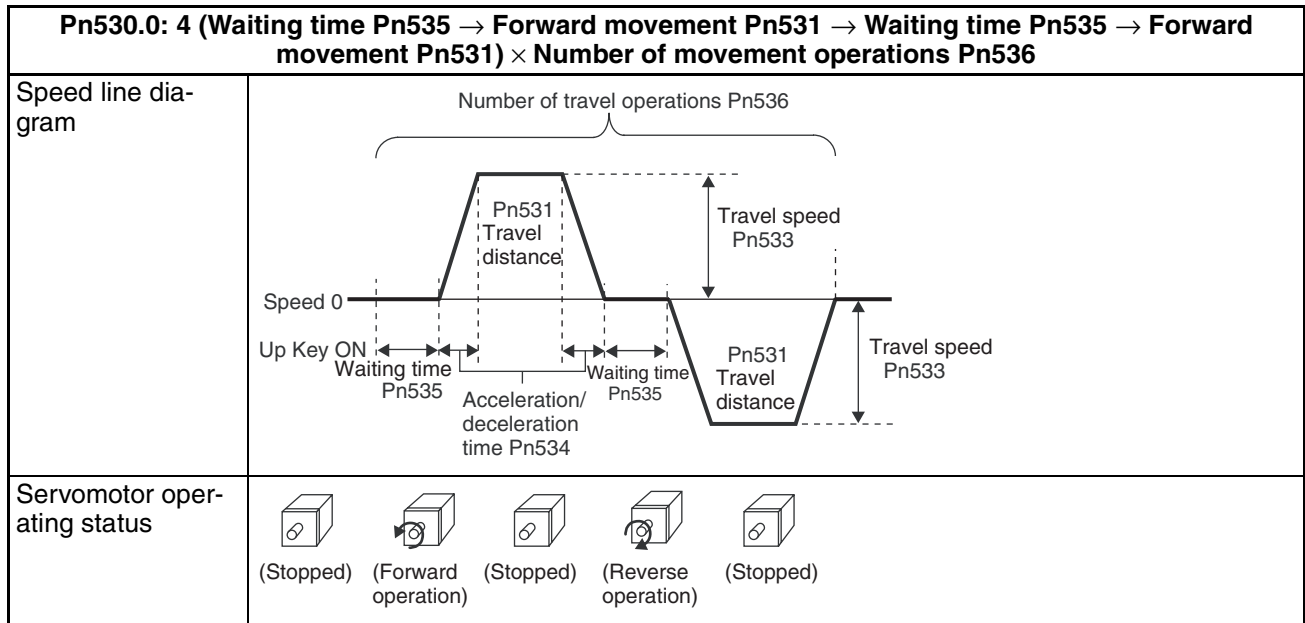 Pn530.0: 4 (Waiting time Pn535 → Forward movement Pn531 → Waiting time Pn535 → Forward
movement Pn531) × Number of movement operations Pn536
Speed line dia-
gram
Number of travel operations Pn536
Pn531
Travel
distance
Travel speed
Pn533
Speed 0
Up Key ON
Waiting time
Pn535
Acceleration/
deceleration
time Pn534
Waiting time
Pn535
Pn531
Travel
distance
Travel speed
Pn533
Servomotor oper-
ating status
(Stopped)
(Forward
operation)
(Stopped)
(Reverse
operation)
(Stopped)